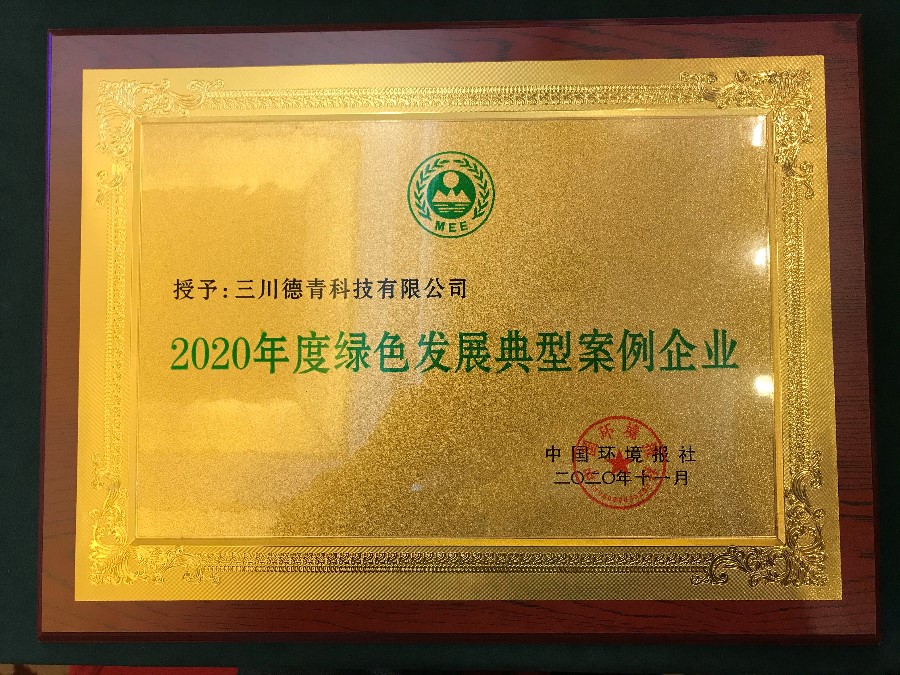 MEE
授予：三川德青科技有限公司
2020年度绿色发展典型案例企业
中国环境报社
二〇二〇年十一月